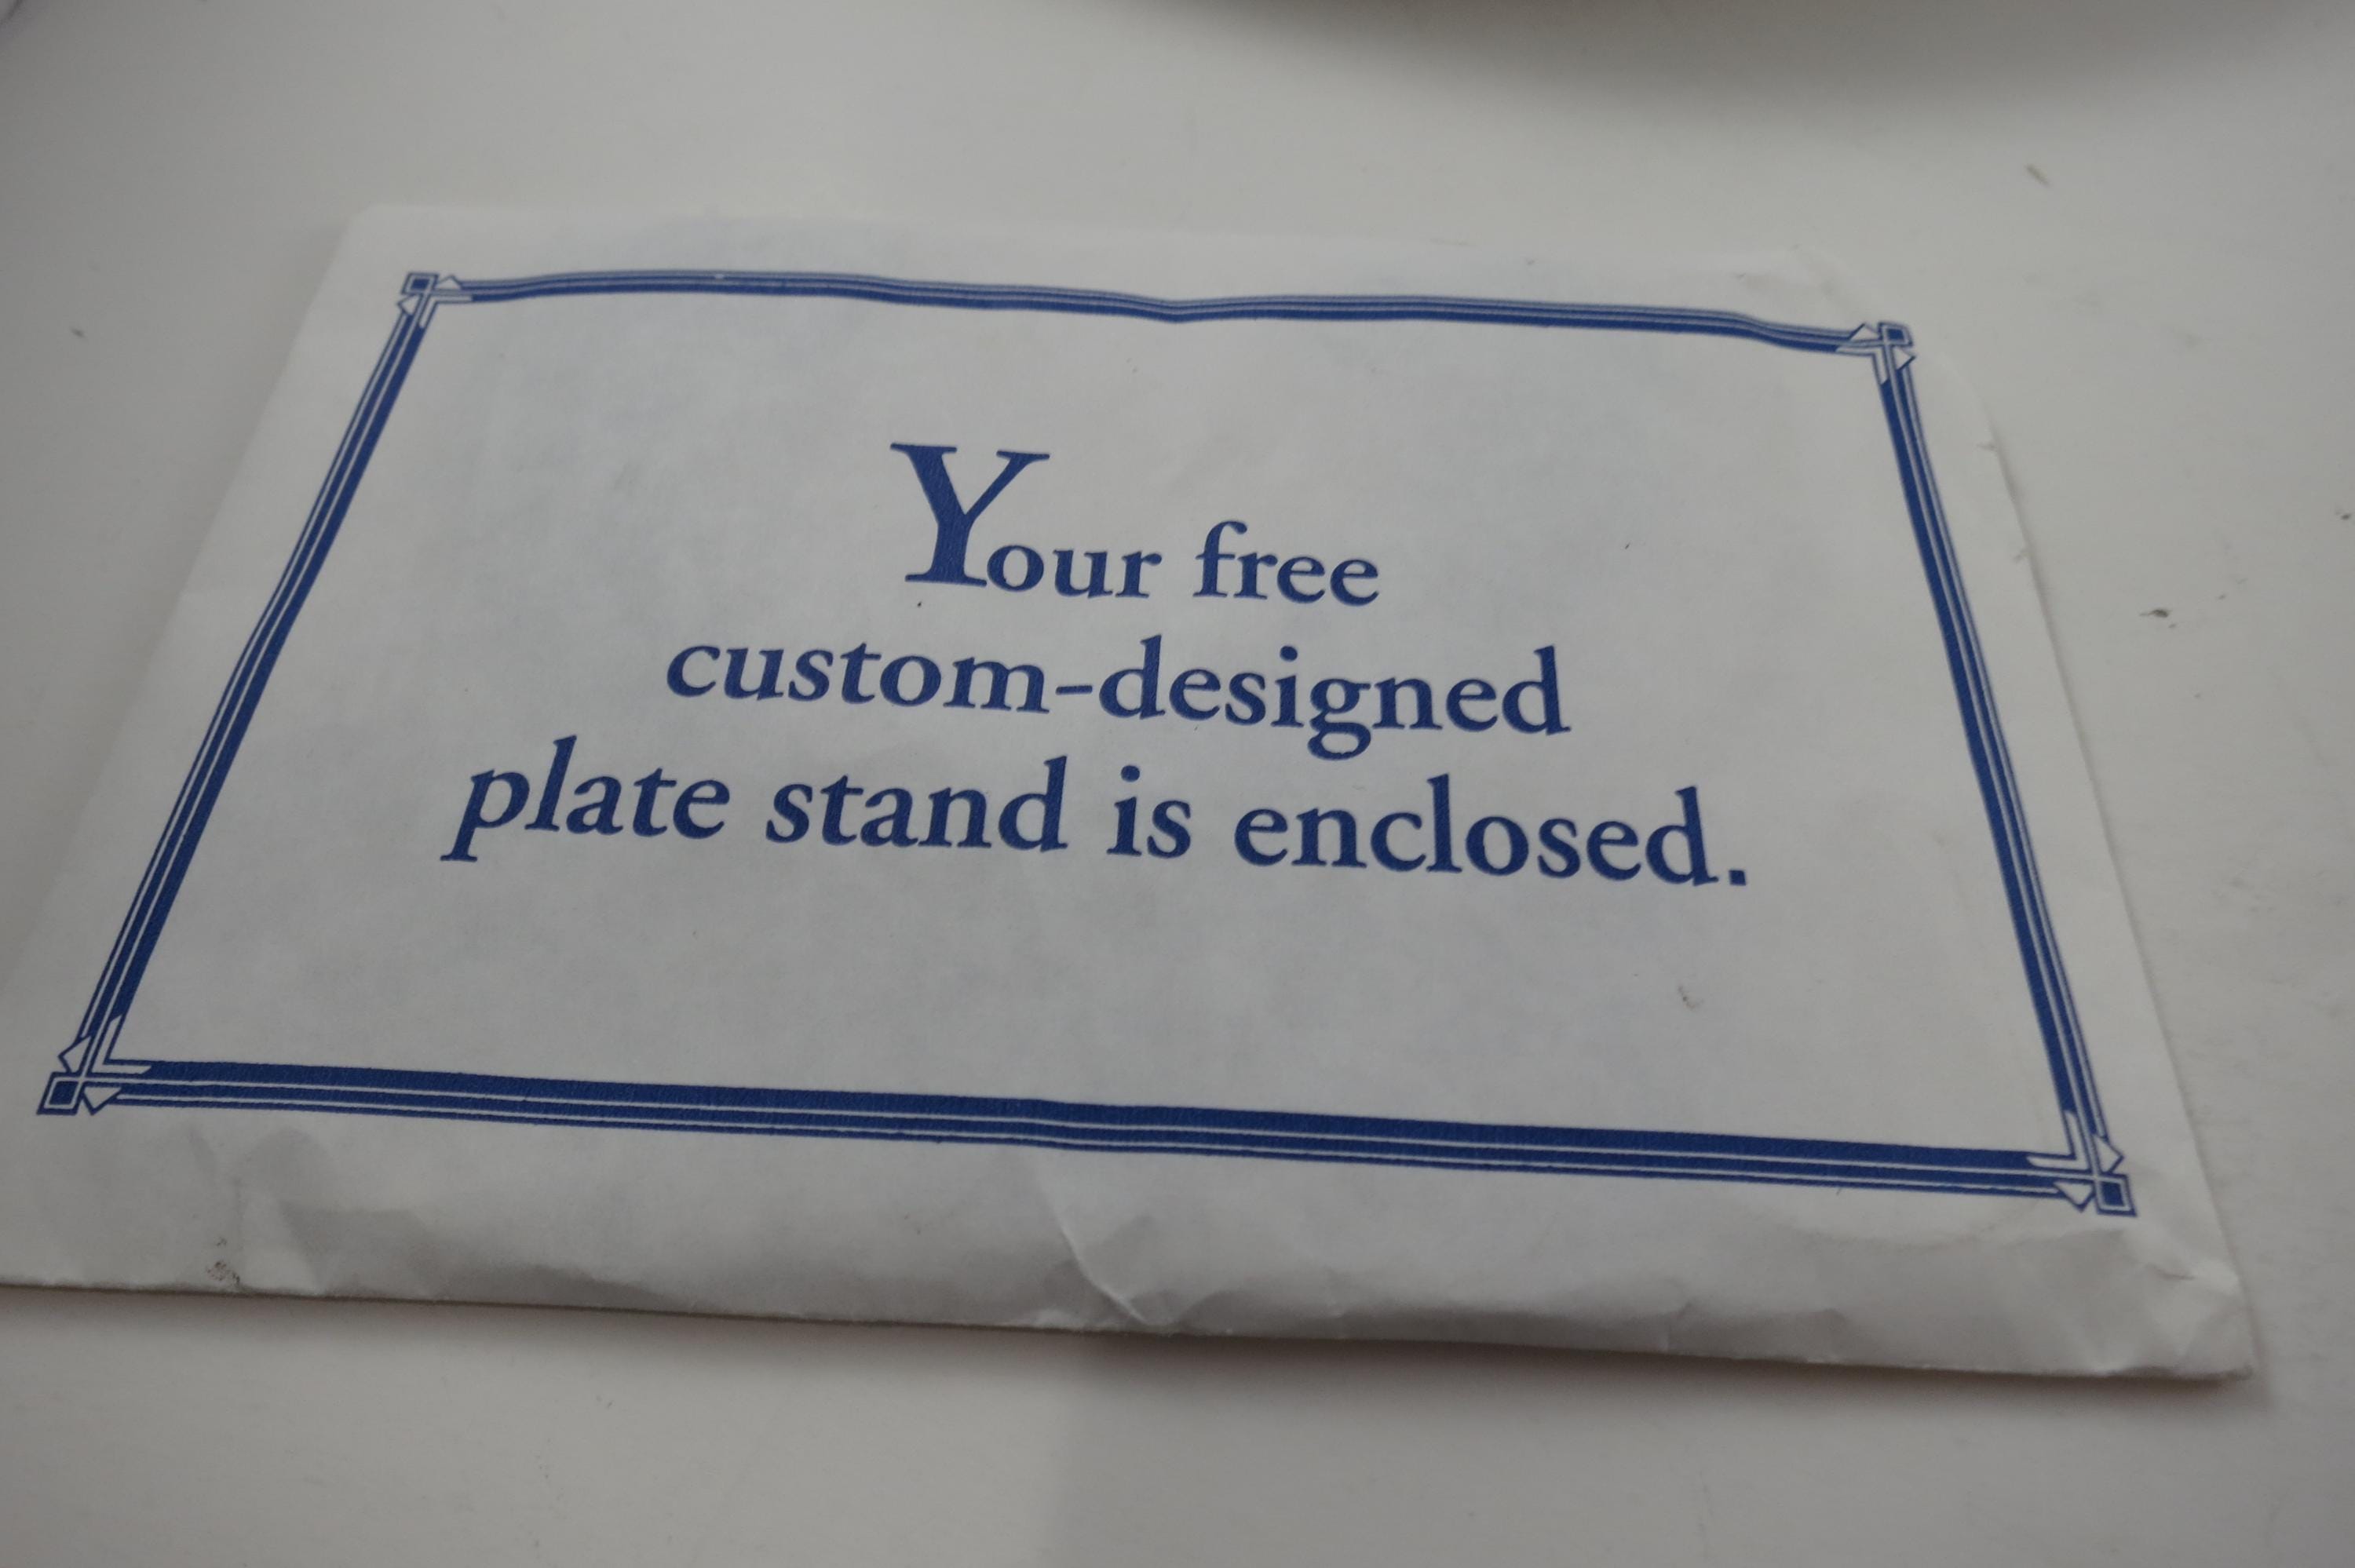 Your free
custom-designed
plate stand is enclosed.